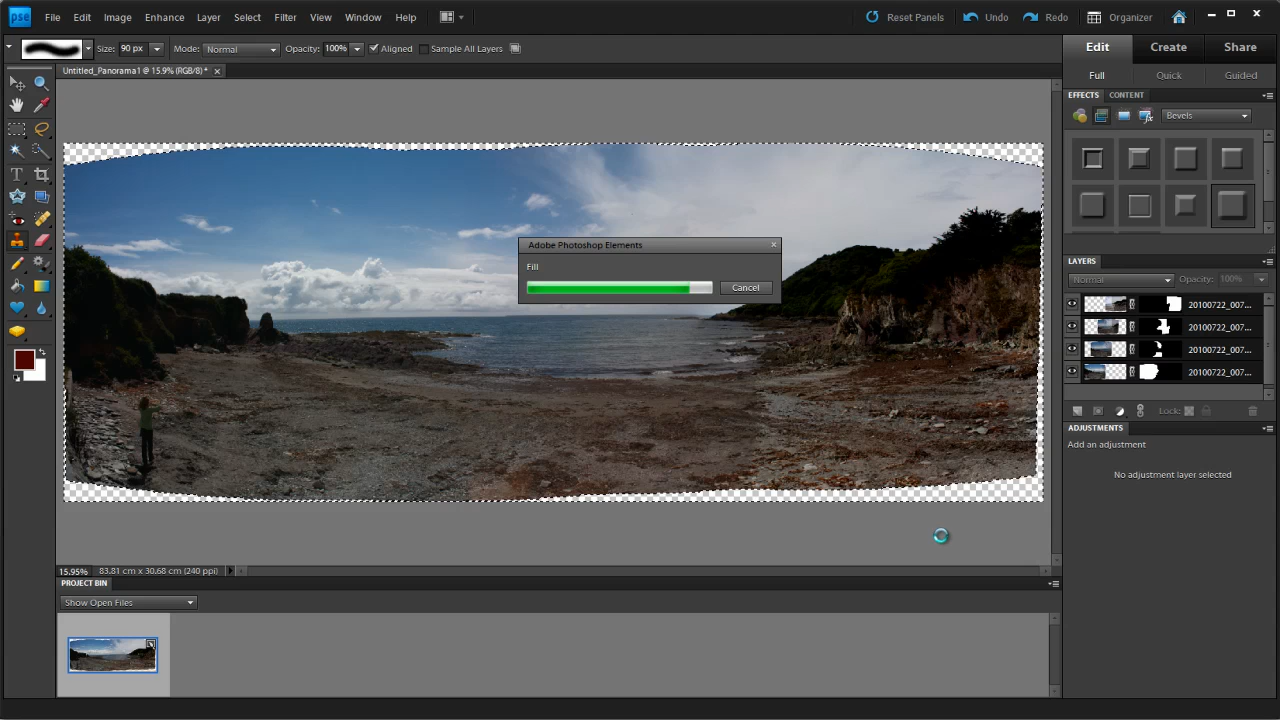 pse File Edit Image Enhance Layer Select Filter View Window Help Reset Panels Undo Redo Organizer
Size: 90 px Mode: Normal Opacity: 100% Aligned Sample All Layers
Edit Create Share
Full Quick Guided
Untitled_Panorama1 @ 15.9% (RGB/8) *
EFFECTS CONTENT
Bevels
Adobe Photoshop Elements
Fill
Cancel
LAYERS
Normal Opacity: 100%
20100722_007...
20100722_007...
20100722_007...
20100722_007...
Lock:
ADJUSTMENTS
Add an adjustment
No adjustment layer selected
15.95% 83.81 cm x 30.68 cm (240 ppi)
PROJECT BIN
Show Open Files